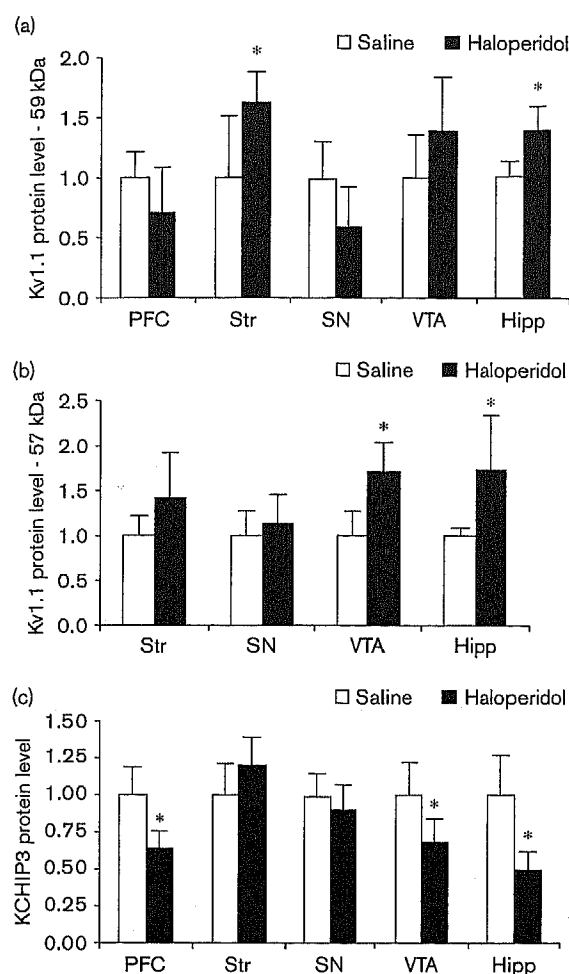 (a)
Saline Haloperidol
Kv1.1 protein level - 59 kDa
2.0
1.5
1.0
0.5
0.0
* *
PFC Str SN VTA Hipp
(b)
Saline Haloperidol
Kv1.1 protein level - 57 kDa
2.5
2.0
1.5
1.0
0.5
0.0
* *
Str SN VTA Hipp
(c)
Saline Haloperidol
KCHIP3 protein level
1.50
1.25
1.00
0.75
0.50
0.25
0.00
* * *
PFC Str SN VTA Hipp